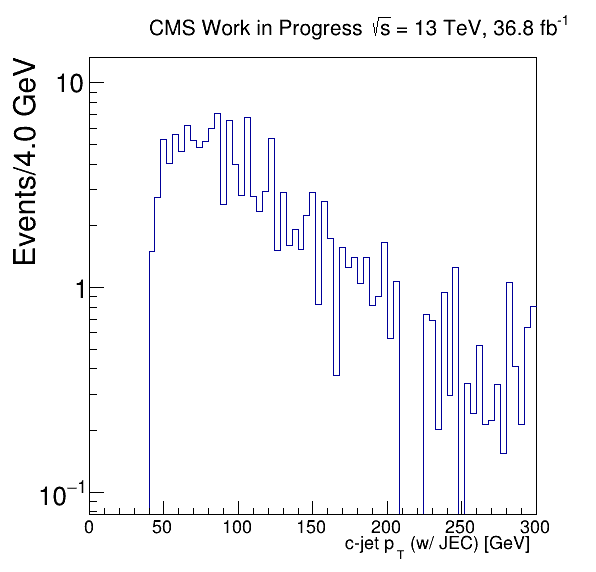 CMS Work in Progress √s = 13 TeV, 36.8 fb⁻¹
Events/4.0 GeV
10
1
10⁻¹
0 50 100 150 200 250 300
c-jet p_T (w/ JEC) [GeV]